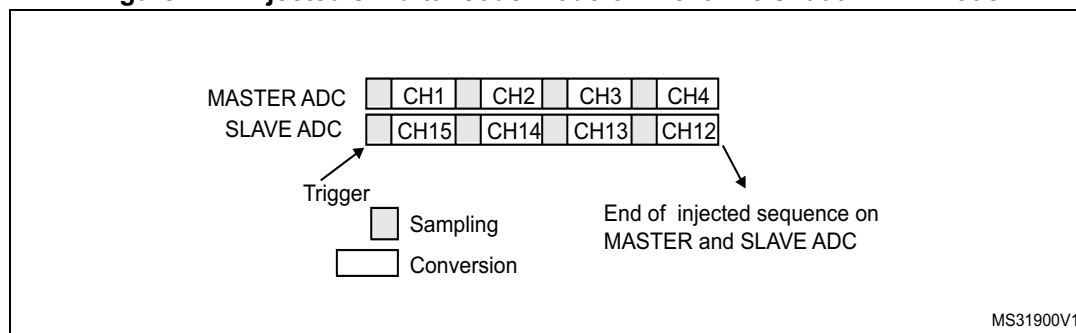 MASTER ADC CH1 CH2 CH3 CH4
SLAVE ADC CH15 CH14 CH13 CH12
Trigger
Sampling
Conversion
End of injected sequence on
MASTER and SLAVE ADC
MS31900V1